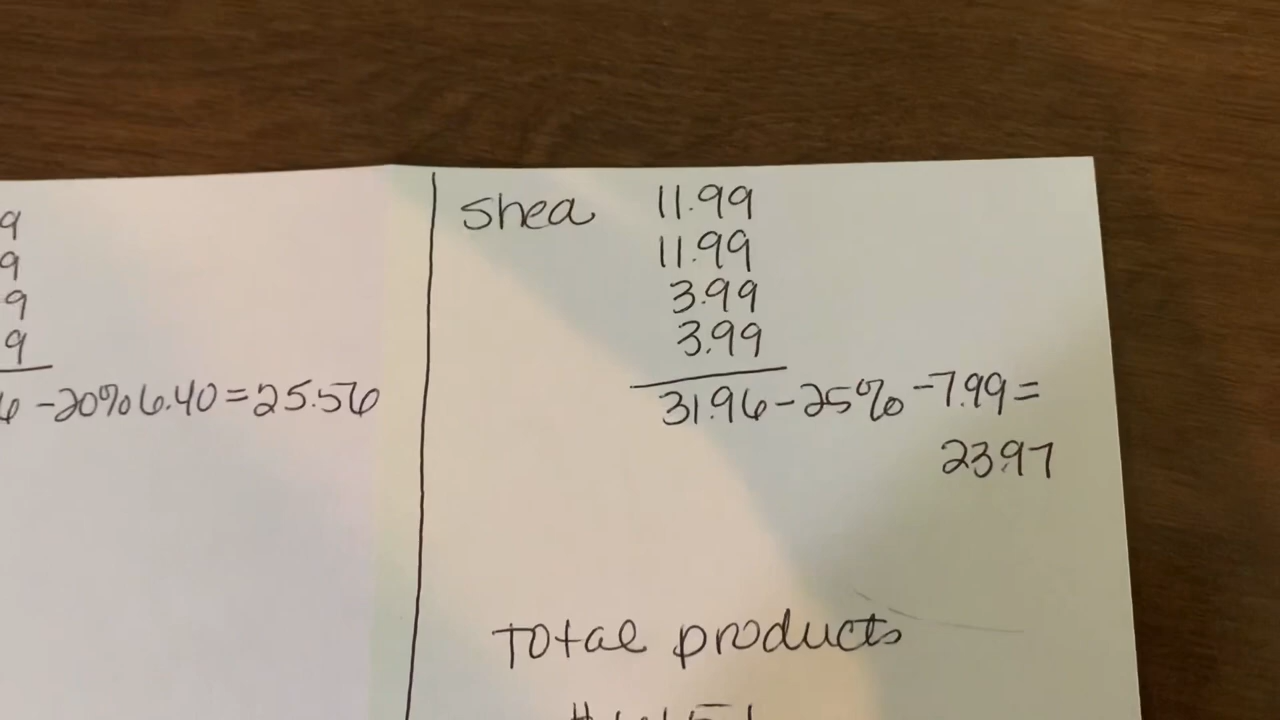 9
9
9
9
6 -20% 6.40 = 25.56
Shea 11.99
11.99
3.99
3.99
31.96 - 25% - 7.99 =
23.97
Total products